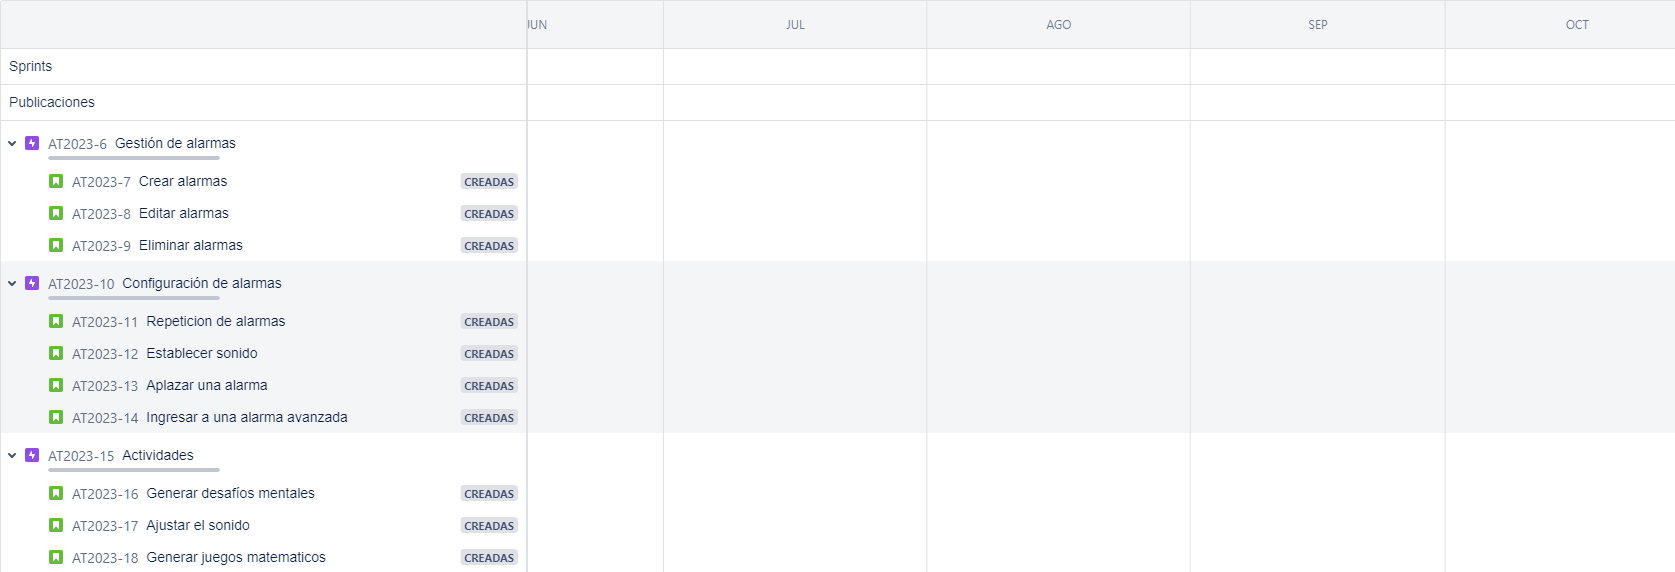 JUN JUL AGO SEP OCT
Sprints
Publicaciones
AT2023-6 Gestión de alarmas
AT2023-7 Crear alarmas CREADAS
AT2023-8 Editar alarmas CREADAS
AT2023-9 Eliminar alarmas CREADAS
AT2023-10 Configuración de alarmas
AT2023-11 Repeticion de alarmas CREADAS
AT2023-12 Establecer sonido CREADAS
AT2023-13 Aplazar una alarma CREADAS
AT2023-14 Ingresar a una alarma avanzada CREADAS
AT2023-15 Actividades
AT2023-16 Generar desafíos mentales CREADAS
AT2023-17 Ajustar el sonido CREADAS
AT2023-18 Generar juegos matematicos CREADAS